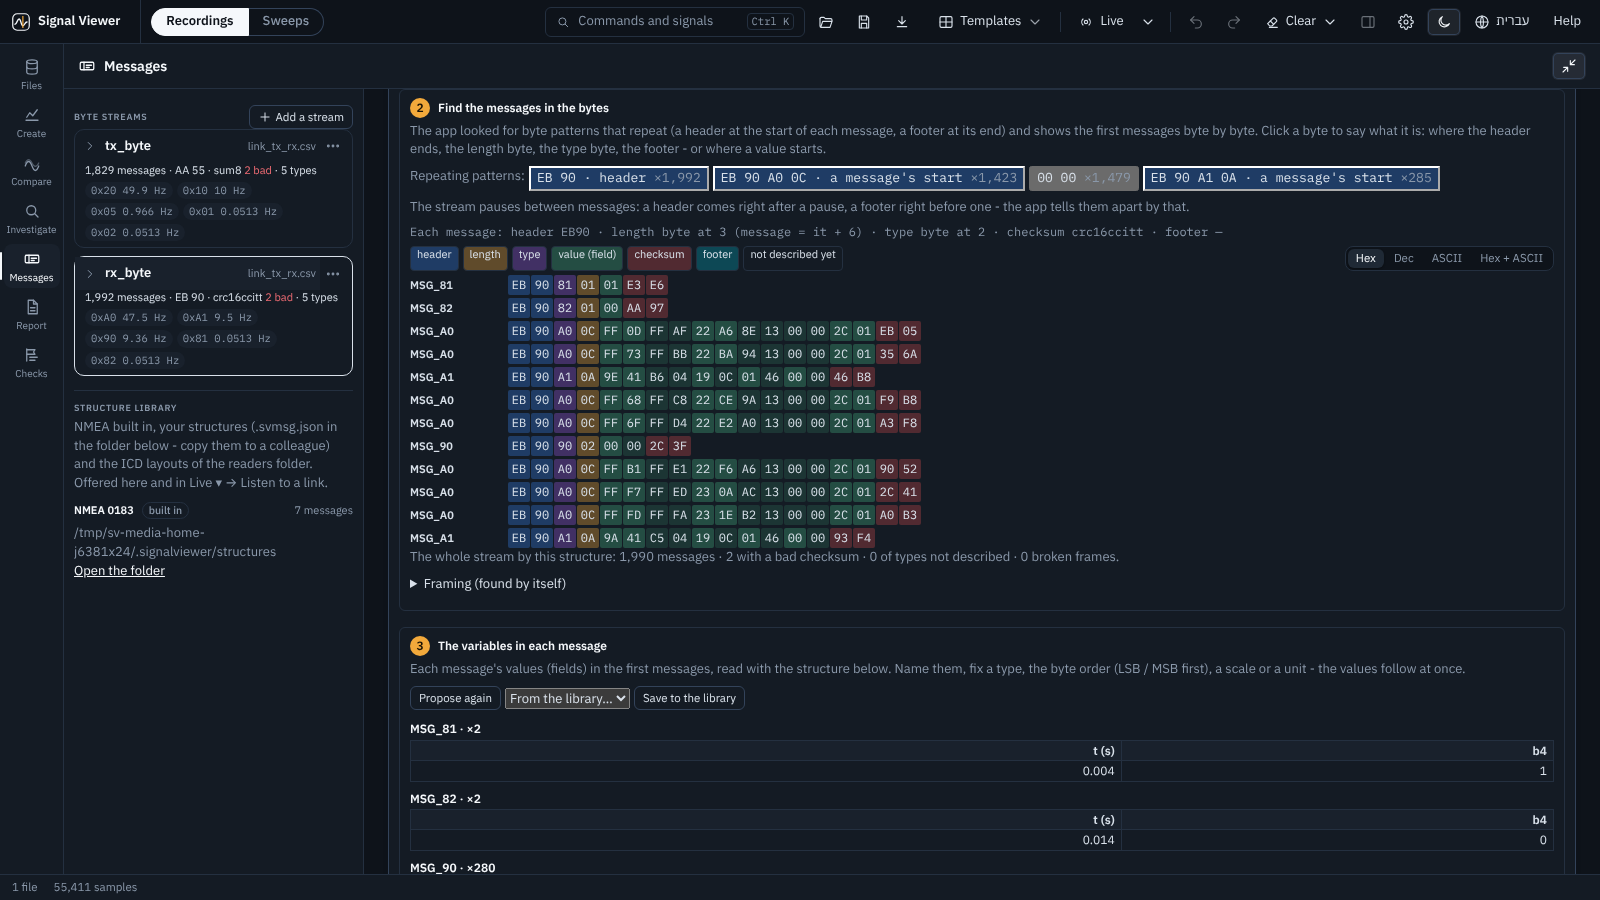 Signal Viewer
Recordings
Sweeps
Commands and signals
Ctrl K
Templates
Live
Clear
עברית
Help
Files
Create
Compare
Investigate
Messages
Report
Checks
Messages
BYTE STREAMS
Add a stream
tx_byte
link_tx_rx.csv
1,829 messages · AA 55 · sum8 2 bad · 5 types
0x20 49.9 Hz
0x10 10 Hz
0x05 0.966 Hz
0x01 0.0513 Hz
0x02 0.0513 Hz
rx_byte
link_tx_rx.csv
1,992 messages · EB 90 · crc16ccitt 2 bad · 5 types
0xA0 47.5 Hz
0xA1 9.5 Hz
0x90 9.36 Hz
0x81 0.0513 Hz
0x82 0.0513 Hz
STRUCTURE LIBRARY
NMEA built in, your structures (.svmsg.json in
the folder below - copy them to a colleague)
and the ICD layouts of the readers folder.
Offered here and in Live ▾ → Listen to a link.
NMEA 0183
built in
7 messages
/tmp/sv-media-home-
j6381x24/.signalviewer/structures
Open the folder
2 Find the messages in the bytes
The app looked for byte patterns that repeat (a header at the start of each message, a footer at its end) and shows the first messages byte by byte. Click a byte to say what it is: where the header
ends, the length byte, the type byte, the footer - or where a value starts.
Repeating patterns:
EB 90 · header ×1,992
EB 90 A0 0C · a message's start ×1,423
00 00 ×1,479
EB 90 A1 0A · a message's start ×285
The stream pauses between messages: a header comes right after a pause, a footer right before one - the app tells them apart by that.
Each message: header EB90 · length byte at 3 (message = it + 6) · type byte at 2 · checksum crc16ccitt · footer —
header
length
type
value (field)
checksum
footer
not described yet
Hex
Dec
ASCII
Hex + ASCII
MSG_81 EB 90 81 01 01 E3 E6
MSG_82 EB 90 82 01 00 AA 97
MSG_A0 EB 90 A0 0C FF 0D FF AF 22 A6 8E 13 00 00 2C 01 EB 05
MSG_A0 EB 90 A0 0C FF 73 FF BB 22 BA 94 13 00 00 2C 01 35 6A
MSG_A1 EB 90 A1 0A 9E 41 B6 04 19 0C 01 46 00 00 46 B8
MSG_A0 EB 90 A0 0C FF 68 FF C8 22 CE 9A 13 00 00 2C 01 F9 B8
MSG_A0 EB 90 A0 0C FF 6F FF D4 22 E2 A0 13 00 00 2C 01 A3 F8
MSG_90 EB 90 90 02 00 00 2C 3F
MSG_A0 EB 90 A0 0C FF B1 FF E1 22 F6 A6 13 00 00 2C 01 90 52
MSG_A0 EB 90 A0 0C FF F7 FF ED 23 0A AC 13 00 00 2C 01 2C 41
MSG_A0 EB 90 A0 0C FF FD FF FA 23 1E B2 13 00 00 2C 01 A0 B3
MSG_A1 EB 90 A1 0A 9A 41 C5 04 19 0C 01 46 00 00 93 F4
The whole stream by this structure: 1,990 messages · 2 with a bad checksum · 0 of types not described · 0 broken frames.
▶ Framing (found by itself)
3 The variables in each message
Each message's values (fields) in the first messages, read with the structure below. Name them, fix a type, the byte order (LSB / MSB first), a scale or a unit - the values follow at once.
Propose again
From the library...
Save to the library
MSG_81 · ×2
t (s) b4
0.004 1
MSG_82 · ×2
t (s) b4
0.014 0
MSG_90 · ×280
1 file
55,411 samples